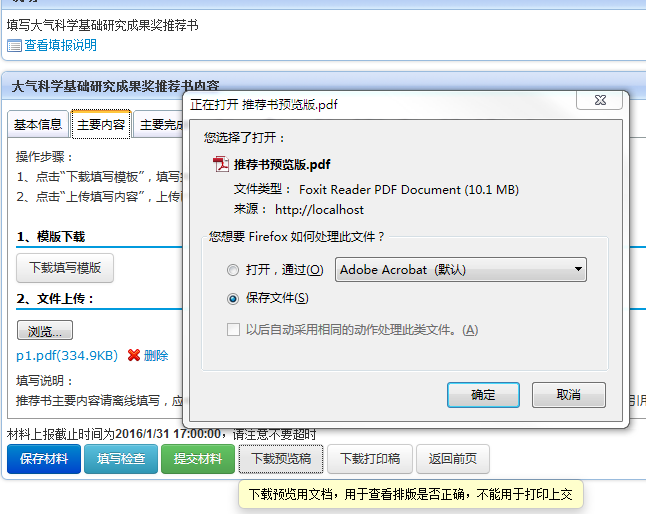 填写大气科学基础研究成果奖推荐书
查看填报说明
大气科学基础研究成果奖推荐书内容
基本信息
主要内容
主要完成
操作步骤：
1、点击“下载填写模板”，填写
2、点击“上传填写内容”，上传
1、模版下载
下载填写模版
2、文件上传：
浏览...
p1.pdf(334.9KB) 删除
填写说明：
推荐书主要内容请离线填写，应
引用
材料上报截止时间为2016/1/31 17:00:00，请注意不要超时
保存材料
填写检查
提交材料
下载预览稿
下载打印稿
返回前页
下载预览用文档，用于查看排版是否正确，不能用于打印上交
正在打开 推荐书预览版.pdf
您选择了打开：
推荐书预览版.pdf
文件类型： Foxit Reader PDF Document (10.1 MB)
来源： http://localhost
您想要 Firefox 如何处理此文件？
打开，通过(O)
Adobe Acrobat (默认)
保存文件(S)
以后自动采用相同的动作处理此类文件。(A)
确定
取消